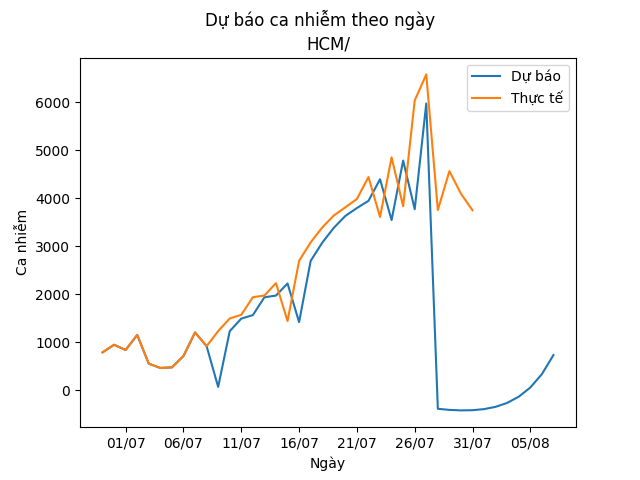 Dự báo ca nhiễm theo ngày
HCM/
Dự báo
Thực tế
Ca nhiễm
6000
5000
4000
3000
2000
1000
0
01/07 06/07 11/07 16/07 21/07 26/07 31/07 05/08
Ngày